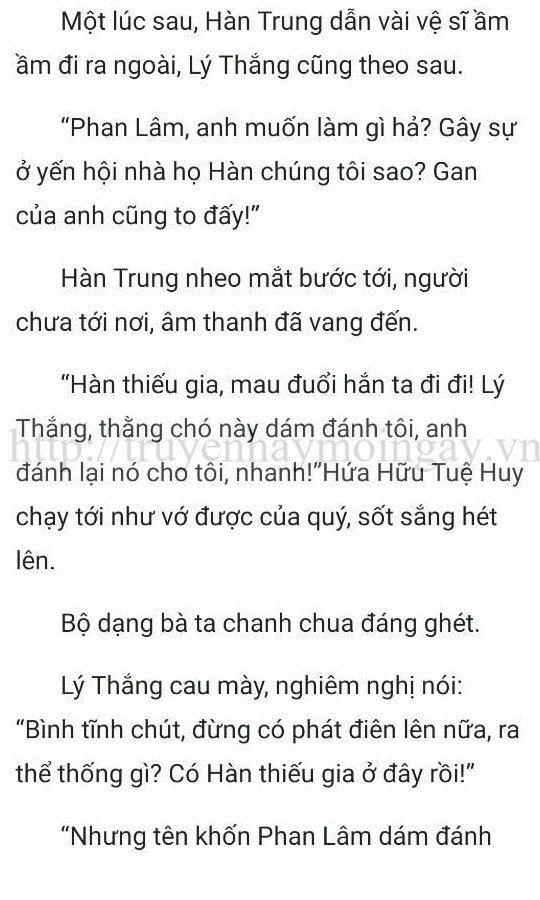 Một lúc sau, Hàn Trung dẫn vài vệ sĩ ầm
ầm đi ra ngoài, Lý Thắng cũng theo sau.
“Phan Lâm, anh muốn làm gì hả? Gây sự
ở yến hội nhà họ Hàn chúng tôi sao? Gan
của anh cũng to đấy!”
Hàn Trung nheo mắt bước tới, người
chưa tới nơi, âm thanh đã vang đến.
“Hàn thiếu gia, mau đuổi hắn ta đi đi! Lý
Thắng, thằng chó này dám đánh tôi, anh
http://truyenhaymoingay.vn
đánh lại nó cho tôi, nhanh!”Hứa Hữu Tuệ Huy
chạy tới như vớ được của quý, sốt sắng hét
lên.
Bộ dạng bà ta chanh chua đáng ghét.
Lý Thắng cau mày, nghiêm nghị nói:
“Bình tĩnh chút, đừng có phát điên lên nữa, ra
thể thống gì? Có Hàn thiếu gia ở đây rồi!”
“Nhưng tên khốn Phan Lâm dám đánh